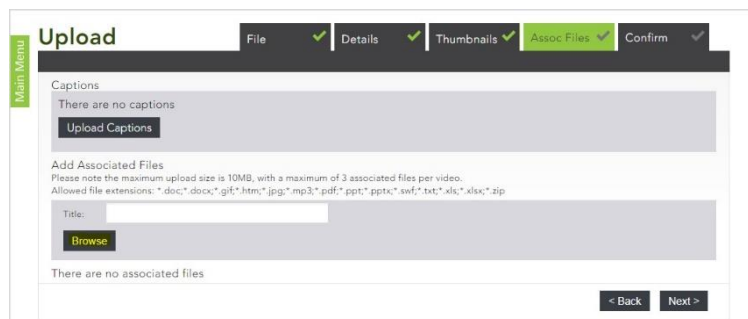 Main Menu
Upload
File
Details
Thumbnails
Assoc Files
Confirm
Captions
There are no captions
Upload Captions
Add Associated Files
Please note the maximum upload size is 10MB, with a maximum of 3 associated files per video.
Allowed file extensions: *.doc;*.docx;*.gif;*.htm;*.jpg;*.mp3;*.pdf;*.ppt;*.pptx;*.swf;*.txt;*.xls;*.xlsx;*.zip
Title:
Browse
There are no associated files
< Back Next >